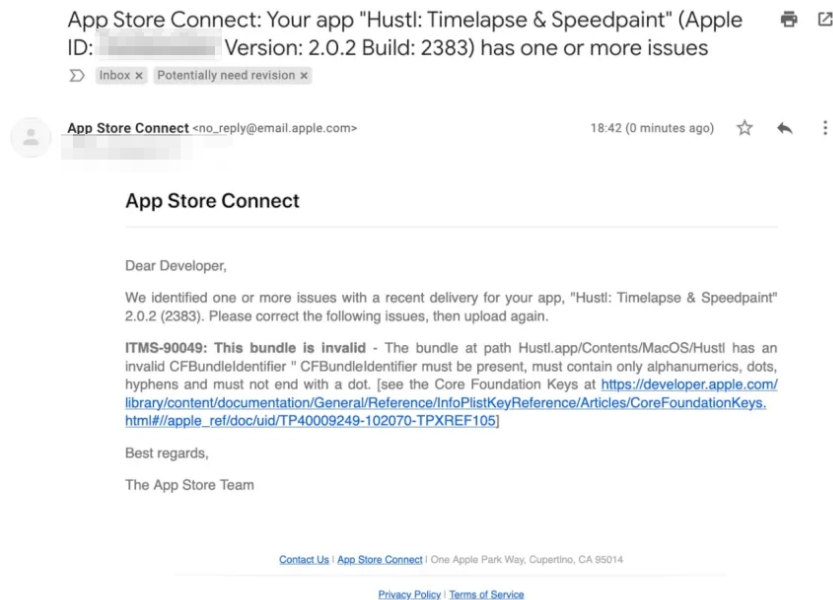 App Store Connect: Your app "Hustl: Timelapse & Speedpaint" (Apple
ID: Version: 2.0.2 Build: 2383) has one or more issues
Inbox × Potentially need revision ×
App Store Connect <no_reply@email.apple.com> 18:42 (0 minutes ago)
App Store Connect
Dear Developer,
We identified one or more issues with a recent delivery for your app, "Hustl: Timelapse & Speedpaint"
2.0.2 (2383). Please correct the following issues, then upload again.
ITMS-90049: This bundle is invalid - The bundle at path Hustl.app/Contents/MacOS/Hustl has an
invalid CFBundleIdentifier '' CFBundleIdentifier must be present, must contain only alphanumerics, dots,
hyphens and must not end with a dot. [see the Core Foundation Keys at https://developer.apple.com/
library/content/documentation/General/Reference/InfoPlistKeyReference/Articles/CoreFoundationKeys.
html#//apple_ref/doc/uid/TP40009249-102070-TPXREF105]
Best regards,
The App Store Team
Contact Us | App Store Connect | One Apple Park Way, Cupertino, CA 95014
Privacy Policy | Terms of Service